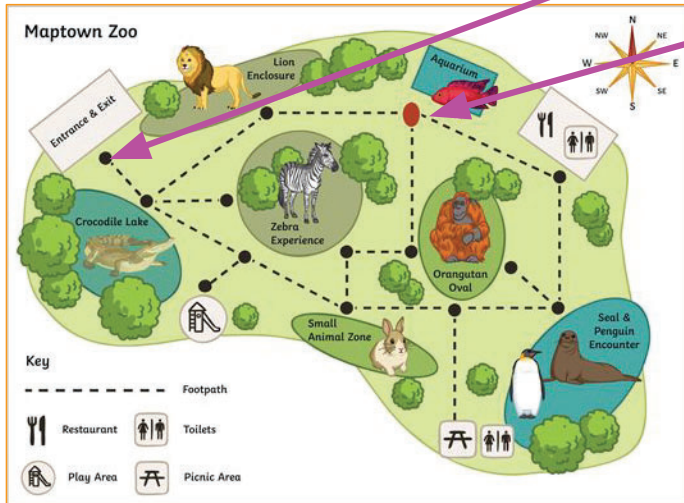 Maptown Zoo
Lion
Enclosure
Aquarium
N
NW
NE
W
E
SW
SE
S
Entrance & Exit
Crocodile Lake
Zebra
Experience
Orangutan
Oval
Small
Animal Zone
Seal &
Penguin
Encounter
Key
Footpath
Restaurant
Toilets
Play Area
Picnic Area